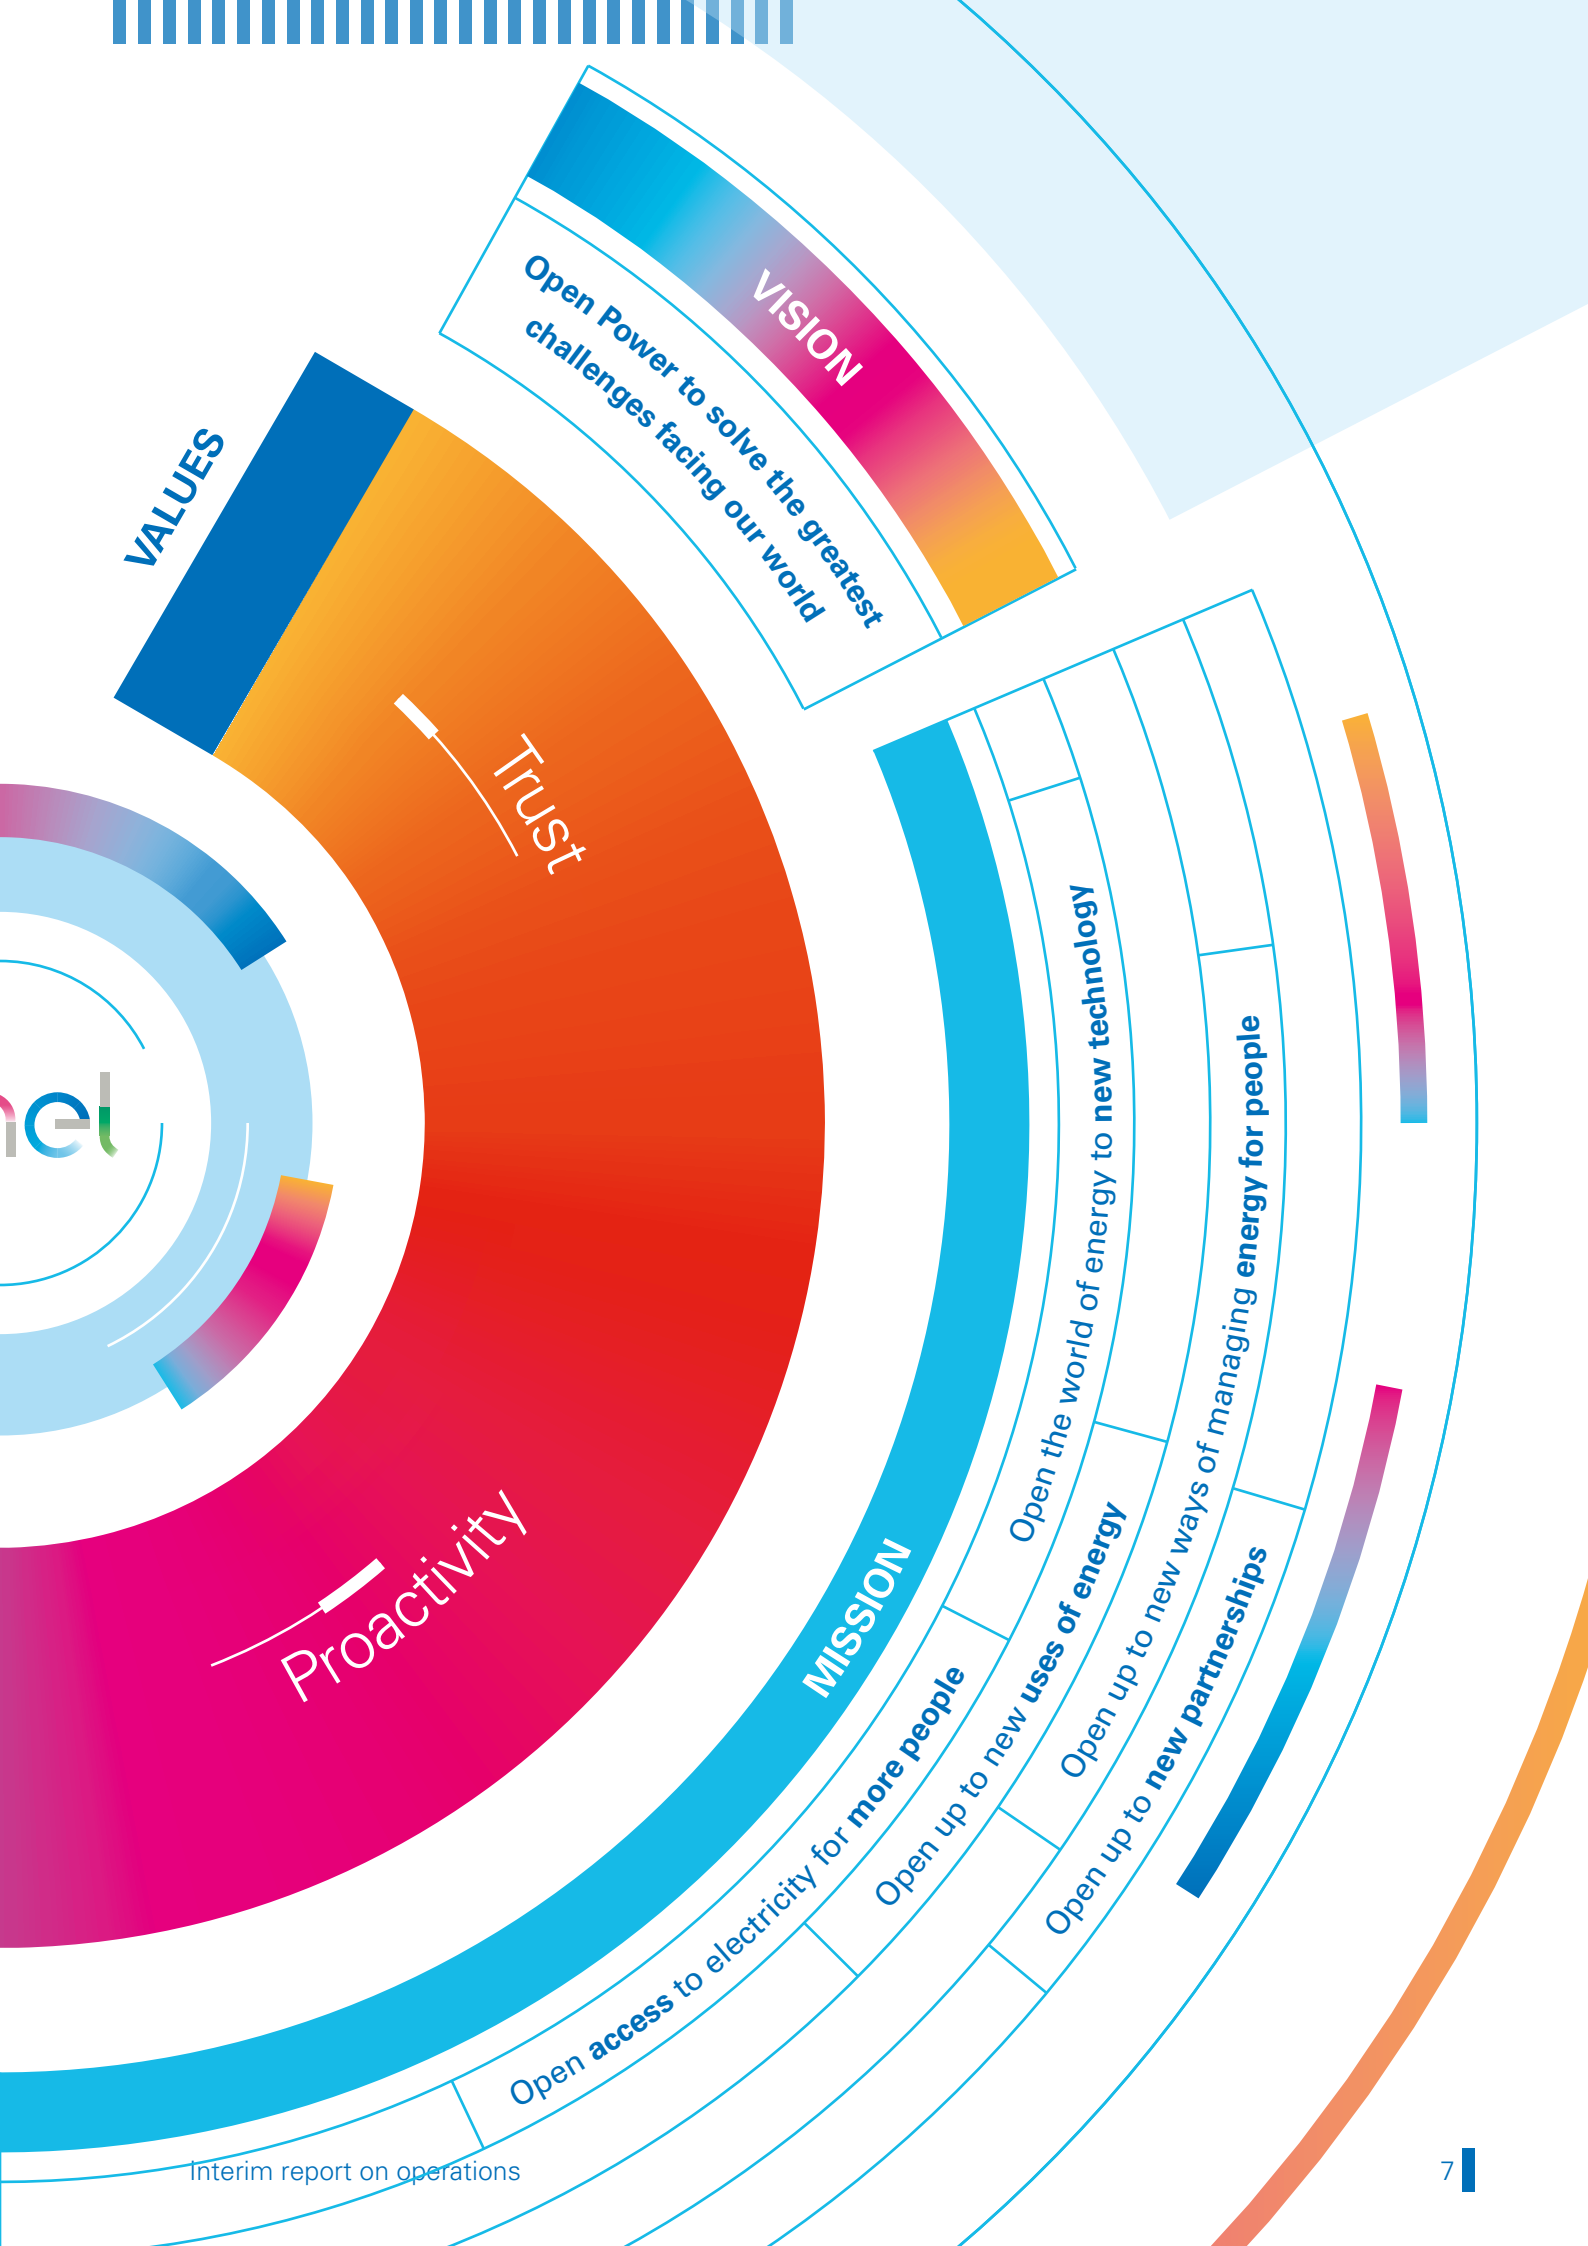 VISION
Open Power to solve the greatest
challenges facing our world
VALUES
Trust
Proactivity
nel
MISSION
Open access to electricity for more people
Open the world of energy to new technology
Open up to new uses of energy
Open up to new ways of managing energy for people
Open up to new partnerships
Interim report on operations
7